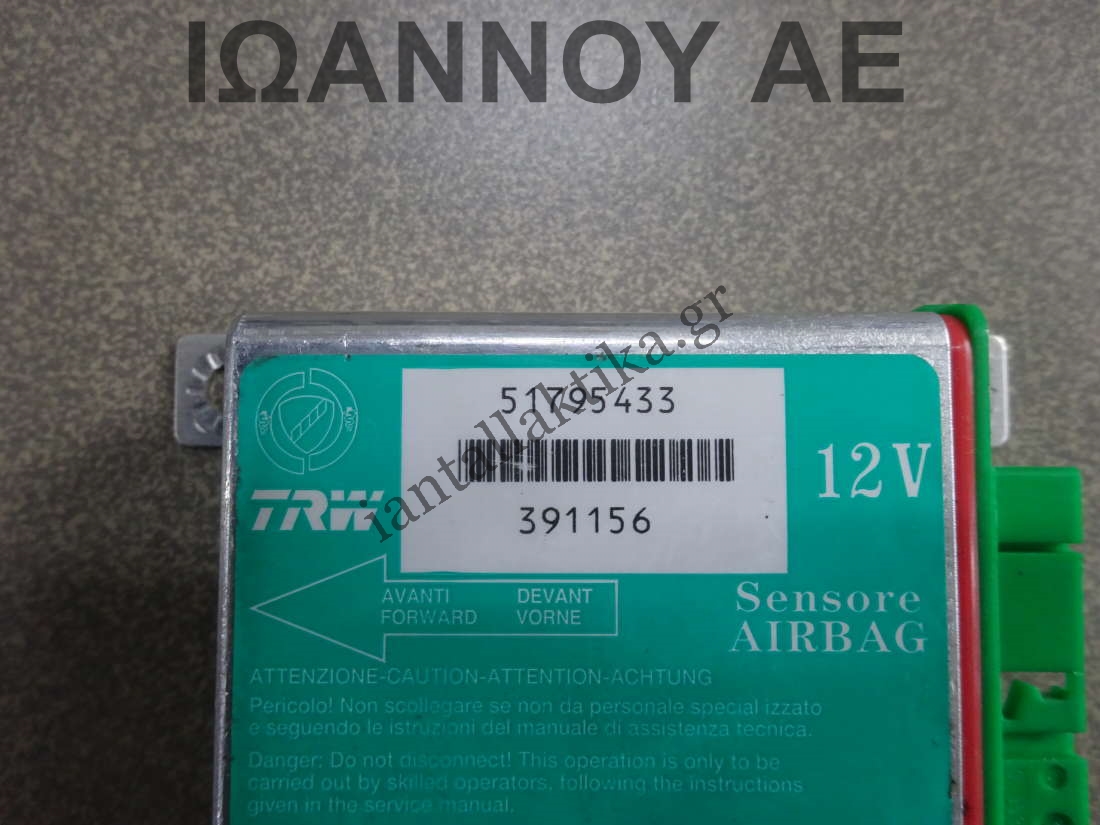 ΙΩΑΝΝΟΥ ΑΕ
iantallaktika.gr
51795433
391156
12V
TRW
AVANTI DEVANT
FORWARD VORNE
Sensore
AIRBAG
ATTENZIONE-CAUTION-ATTENTION-ACHTUNG
Pericolo! Non scollegare se non da personale special izzato
e seguendo le istruzioni del manuale di assistenza tecnica.
Danger: Do not disconnect! This operation is only to be
carried out by skilled operators, following the instructions
given in the service manual.